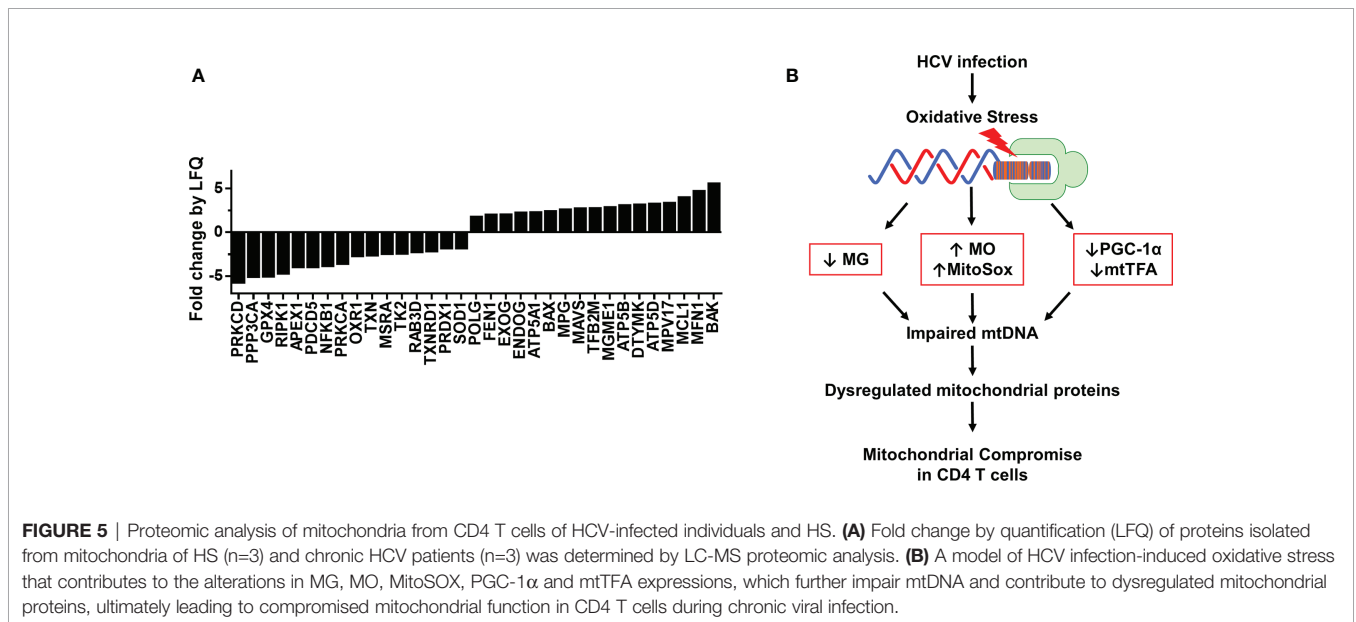 A
Fold change by LFQ
5
0
-5
PRKCD
PPP3CA
GPX4
RIPK1
APEX1
PDCD5
NFKB1
PRKCA
OXR1
TXN
MSRA
TK2
RAB3D
TXNRD1
PRDX1
SOD1
POLG
FEN1
EXOG
ENDOG
ATP5A1
BAX
MPG
MAVS
TFB2M
MGME1
ATP5B
DTYMK
ATP5D
MPV17
MCL1
MFN1
BAK
B
HCV infection
Oxidative Stress
↓ MG
↑ MO
↑MitoSox
↓PGC-1α
↓mtTFA
Impaired mtDNA
Dysregulated mitochondrial proteins
Mitochondrial Compromise
in CD4 T cells
FIGURE 5 | Proteomic analysis of mitochondria from CD4 T cells of HCV-infected individuals and HS. (A) Fold change by quantification (LFQ) of proteins isolated
from mitochondria of HS (n=3) and chronic HCV patients (n=3) was determined by LC-MS proteomic analysis. (B) A model of HCV infection-induced oxidative stress
that contributes to the alterations in MG, MO, MitoSOX, PGC-1α and mtTFA expressions, which further impair mtDNA and contribute to dysregulated mitochondrial
proteins, ultimately leading to compromised mitochondrial function in CD4 T cells during chronic viral infection.